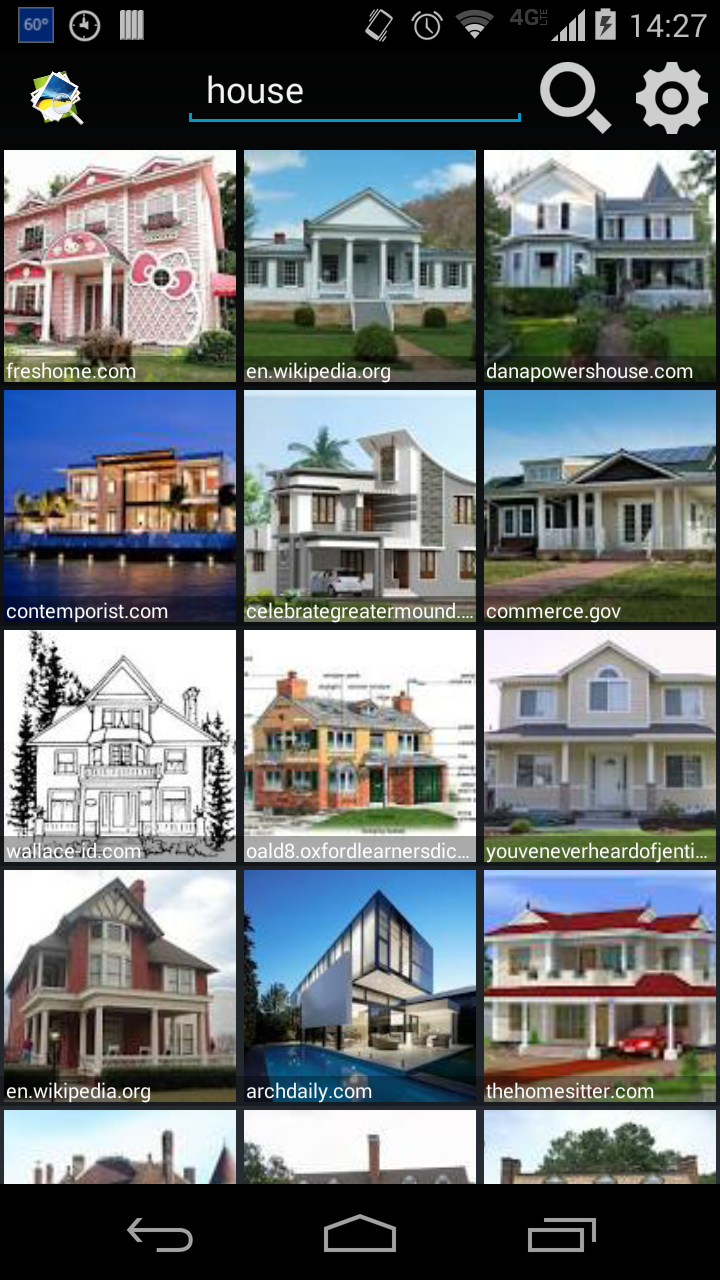 60°
4G LTE
14:27
house
freshome.com
en.wikipedia.org
danapowershouse.com
contemporist.com
celebrategreatermound....
commerce.gov
wallace-id.com
oald8.oxfordlearnersdic...
youveneverheardofjenti...
en.wikipedia.org
archdaily.com
thehomesitter.com